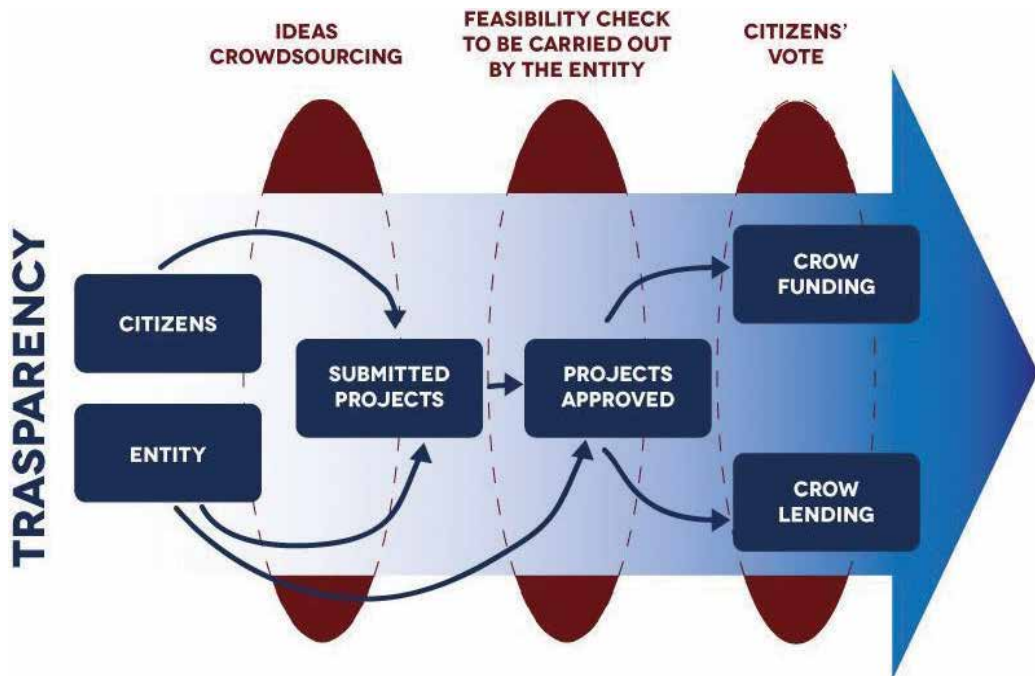 IDEAS
CROWDSOURCING
FEASIBILITY CHECK
TO BE CARRIED OUT
BY THE ENTITY
CITIZENS'
VOTE
TRASPARENCY
CITIZENS
ENTITY
SUBMITTED
PROJECTS
PROJECTS
APPROVED
CROW
FUNDING
CROW
LENDING